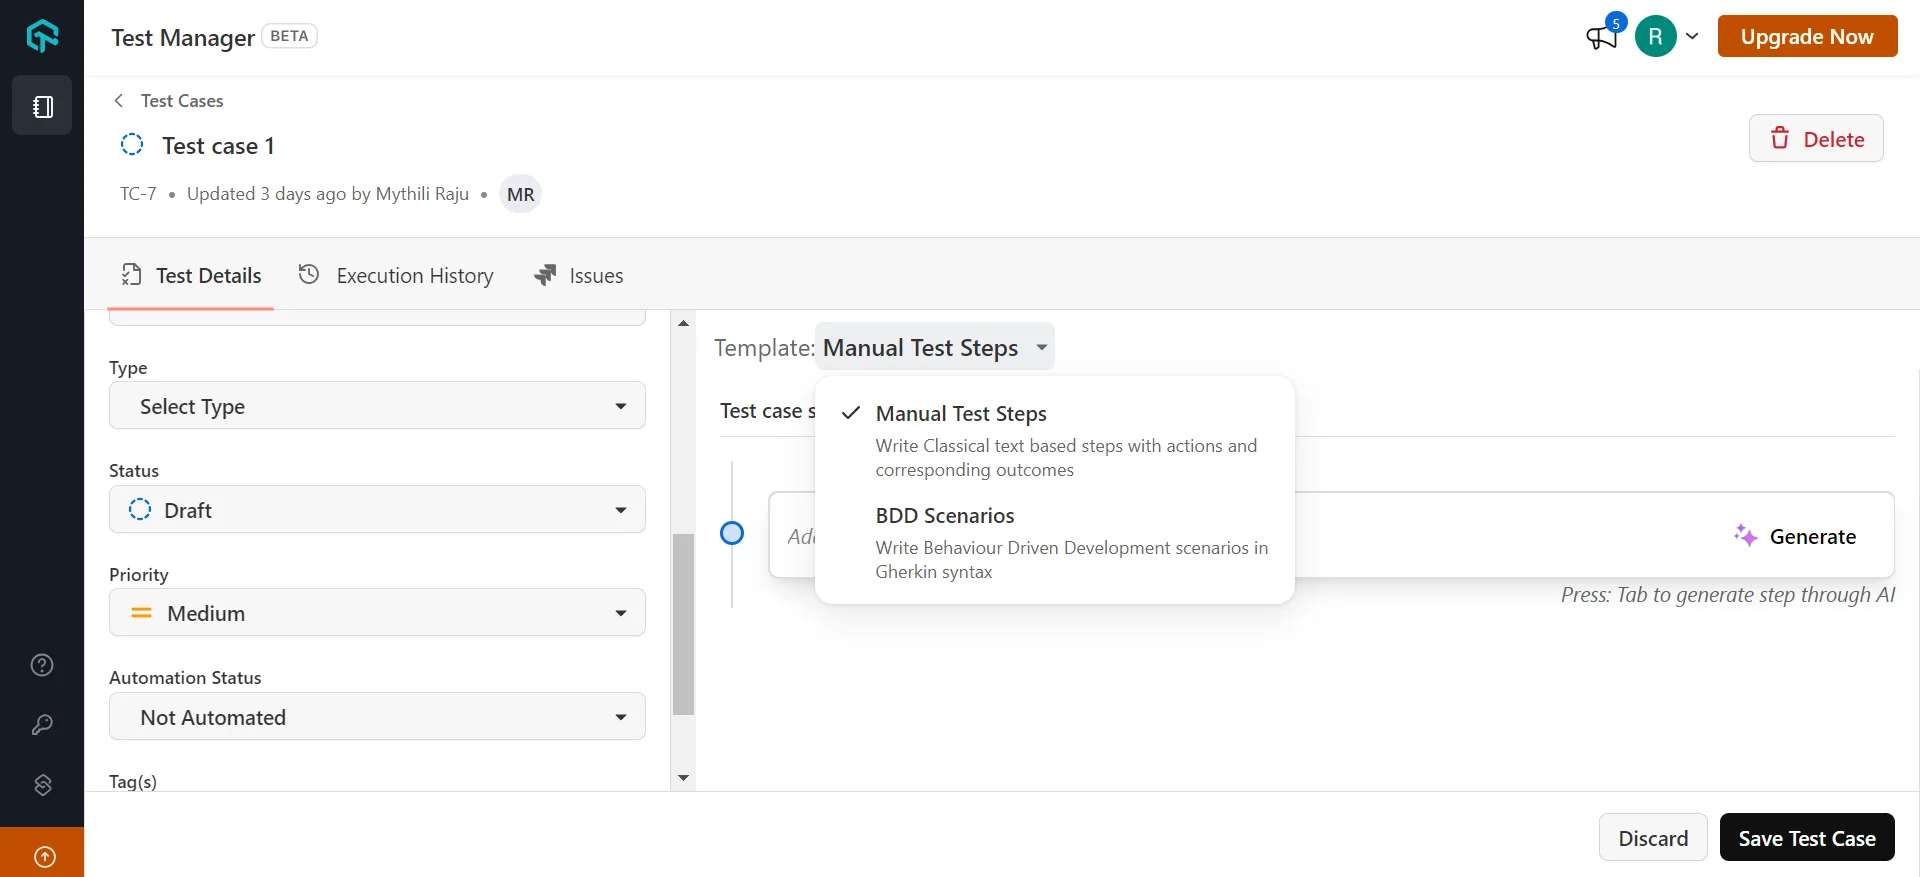 Test Manager BETA
5
R
Upgrade Now
Test Cases
Test case 1
Delete
TC-7 • Updated 3 days ago by Mythili Raju • MR
Test Details
Execution History
Issues
Type
Select Type
Status
Draft
Priority
Medium
Automation Status
Not Automated
Tag(s)
Template: Manual Test Steps
Test case s
Manual Test Steps
Write Classical text based steps with actions and
corresponding outcomes
BDD Scenarios
Write Behaviour Driven Development scenarios in
Gherkin syntax
Generate
Press: Tab to generate step through AI
Discard
Save Test Case